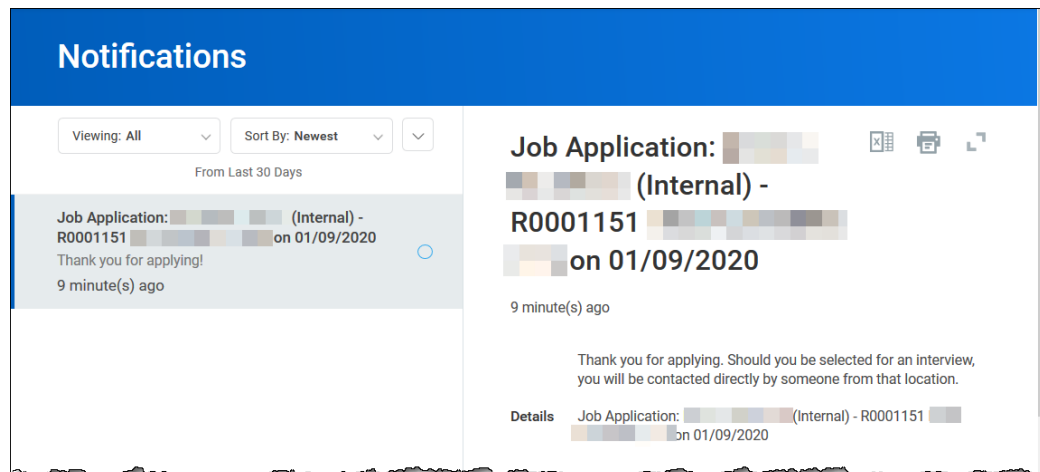 Notifications
Viewing: All
Sort By: Newest
From Last 30 Days
Job Application: (Internal) -
R0001151 on 01/09/2020
Thank you for applying!
9 minute(s) ago
Job Application:
(Internal) -
R0001151
on 01/09/2020
9 minute(s) ago
Thank you for applying. Should you be selected for an interview,
you will be contacted directly by someone from that location.
Details Job Application: (Internal) - R0001151
on 01/09/2020